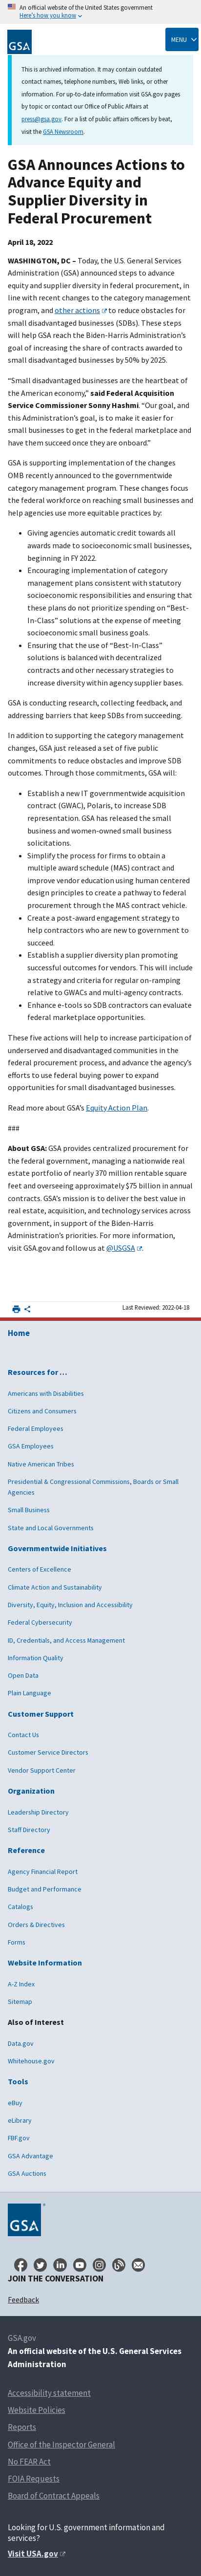 An official website of the United States government
Here's how you know
GSA
MENU
This is archived information. It may contain outdated
contact names, telephone numbers, Web links, or other
information. For up-to-date information visit GSA.gov pages
by topic or contact our Office of Public Affairs at
press@gsa.gov. For a list of public affairs officers by beat,
visit the GSA Newsroom.
GSA Announces Actions to
Advance Equity and
Supplier Diversity in
Federal Procurement
April 18, 2022
WASHINGTON, DC – Today, the U.S. General Services
Administration (GSA) announced steps to advance
equity and supplier diversity in federal procurement, in
line with recent changes to the category management
program, and other actions to reduce obstacles for
small disadvantaged businesses (SDBs). These steps
will help GSA reach the Biden-Harris Administration's
goal of increasing the share of contracts to small
disadvantaged businesses by 50% by 2025.
“Small disadvantaged businesses are the heartbeat of
the American economy,” said Federal Acquisition
Service Commissioner Sonny Hashmi. “Our goal, and
that starts with me, is to support small businesses so
they not only succeed in the federal marketplace and
have them soar once they are onboard.”
GSA is supporting implementation of the changes
OMB recently announced to the governmentwide
category management program. Through these
changes, the federal workforce will support and help
agencies more equitable practices by:
• Giving agencies automatic credit towards all
awards made to socioeconomic small businesses,
beginning in FY 2022.
• Encouraging implementation of category
management plans consistent with statutory
socioeconomic responsibilities and encouraging
them not to prioritize spending on “Best-
In-Class” solutions at the expense of meeting
socioeconomic small business goals.
• Ensuring that the use of “Best-In-Class”
solutions is balanced with decentralized
contracts and other necessary strategies to
increase diversity within agency suppliers.
GSA is conducting research, collecting feedback, and
addressing barriers that keep SDBs from succeeding.
In addition to supporting category management
changes, GSA just released a set of five public
commitments to reduce obstacles and improve SDB
outcomes. Through these commitments, GSA will:
• Establish a new IT governmentwide acquisition
contract (GWAC), Polaris, to increase SDB
representation. GSA has released the small
business and women-owned small business
solicitations.
• Simplify the process for firms to obtain a
multiple award schedule (MAS) contract and
improve vendor education using human centered
design principles to create a pathway to federal
procurement through the MAS contract vehicle.
• Create a post-award engagement strategy to
help contractors who are new to GSA succeed.
• Establish a supplier diversity plan promoting
successful outcomes for vendors. This will include
a strategy and timeline for regular on-ramping
relative to GWACs and multi-agency contracts.
• Enhance e-tools so SDB contractors can evaluate
federal market potential for their solutions.
These five actions will help increase the participation of
underserved and disadvantaged communities in the
federal procurement process, and advance the agency's
efforts to use federal buying power to expand
opportunities for small disadvantaged businesses.
Read more about GSA's Equity Action Plan.
###
About GSA: GSA provides centralized procurement for
the federal government, managing a nationwide real
estate portfolio of nearly 370 million rentable square
feet and overseeing approximately $75 billion in annual
contracts. GSA's mission is to deliver the best value in
real estate, acquisition, and technology services to
government, in support of the Biden-Harris
Administration's priorities. For more information,
visit GSA.gov and follow us at @USGSA.
Last Reviewed: 2022-04-18
Home
Resources for …
Americans with Disabilities
Citizens and Consumers
Federal Employees
GSA Employees
Native American Tribes
Presidential & Congressional Commissions, Boards or Small
Agencies
Small Business
State and Local Governments
Governmentwide Initiatives
Centers of Excellence
Climate Action and Sustainability
Diversity, Equity, Inclusion and Accessibility
Federal Cybersecurity
ID, Credentials, and Access Management
Information Quality
Open Data
Plain Language
Customer Support
Contact Us
Customer Service Directors
Vendor Support Center
Organization
Leadership Directory
Staff Directory
Reference
Agency Financial Report
Budget and Performance
Catalogs
Orders & Directives
Forms
Website Information
A-Z Index
Sitemap
Also of Interest
Data.gov
Whitehouse.gov
Tools
eBuy
eLibrary
FBF.gov
GSA Advantage
GSA Auctions
GSA
JOIN THE CONVERSATION
Feedback
GSA.gov
An official website of the U.S. General Services
Administration
Accessibility statement
Website Policies
Reports
Office of the Inspector General
No FEAR Act
FOIA Requests
Board of Contract Appeals
Looking for U.S. government information and
services?
Visit USA.gov